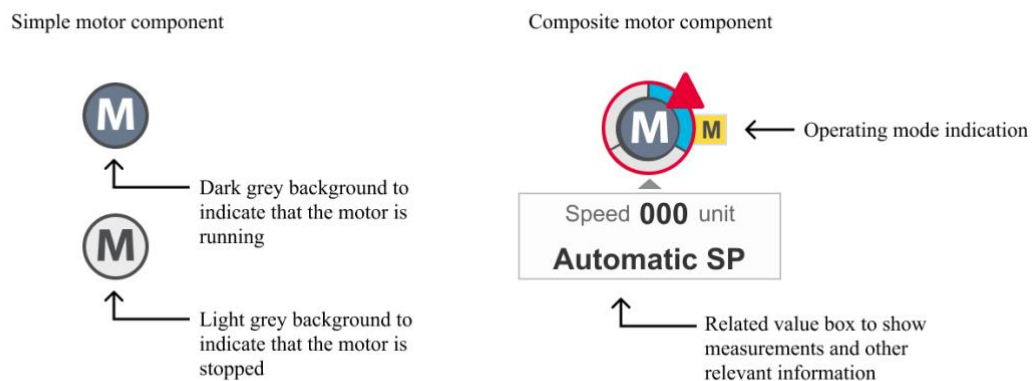 Simple motor component
Composite motor component
M
M
M
Operating mode indication
Dark grey background to
indicate that the motor is
running
M
Speed 000 unit
Automatic SP
Light grey background to
indicate that the motor is
stopped
Related value box to show
measurements and other
relevant information